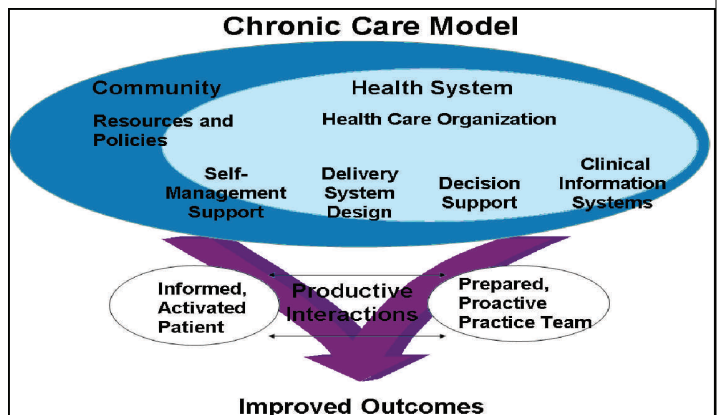 Chronic Care Model
Community
Health System
Resources and
Policies
Health Care Organization
Self-
Management
Support
Delivery
System
Design
Decision
Support
Clinical
Information
Systems
Informed,
Activated
Patient
Productive
Interactions
Prepared,
Proactive
Practice Team
Improved Outcomes